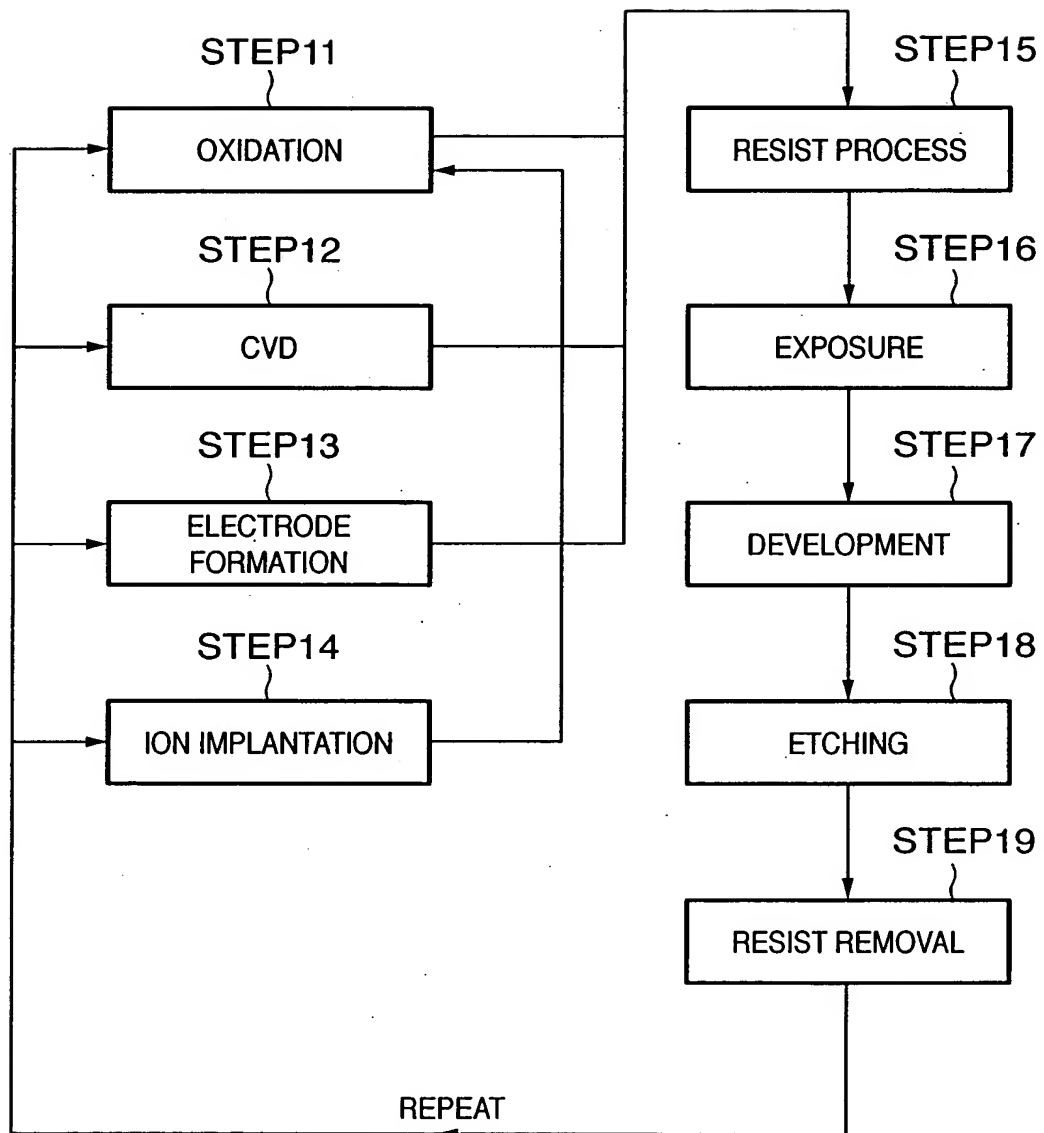 STEP11
OXIDATION
STEP12
CVD
STEP13
ELECTRODE
FORMATION
STEP14
ION IMPLANTATION
STEP15
RESIST PROCESS
STEP16
EXPOSURE
STEP17
DEVELOPMENT
STEP18
ETCHING
STEP19
RESIST REMOVAL
REPEAT